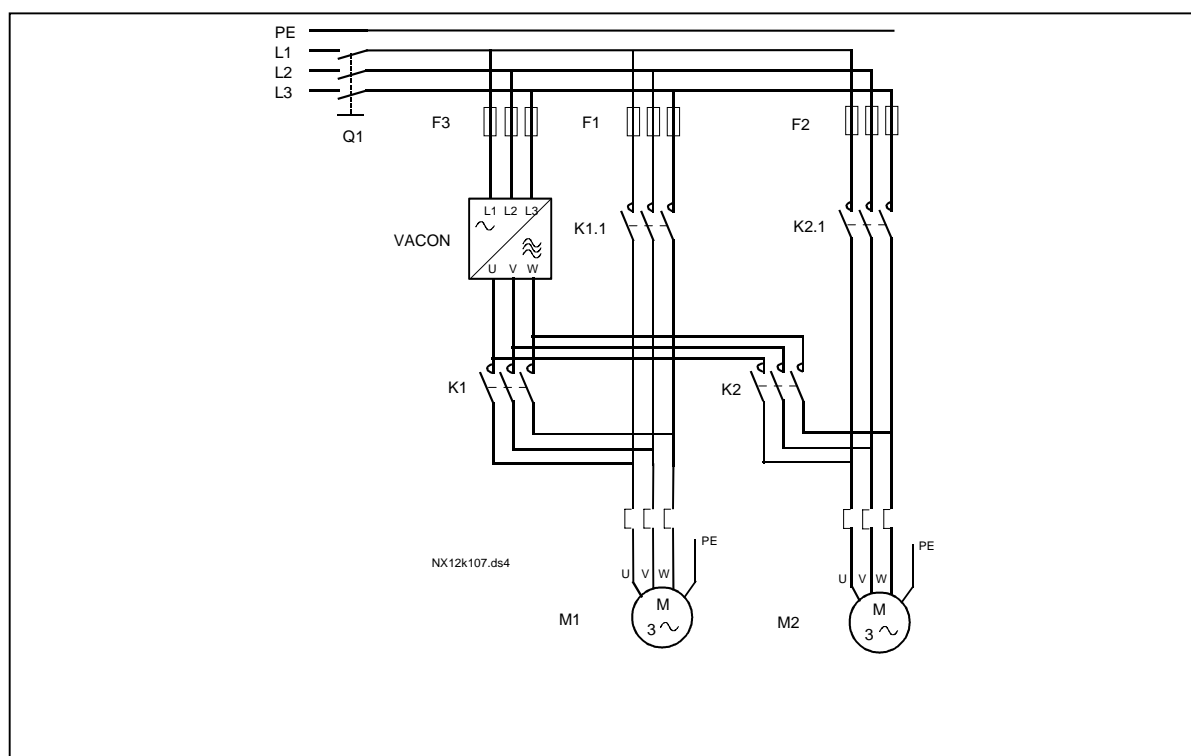 PE
L1
L2
L3
Q1
F3
F1
F2
L1 L2 L3
VACON
U V W
K1.1
K2.1
K1
K2
NX12k107.ds4
PE
PE
U V W
U V W
M1
M
3
M2
M
3